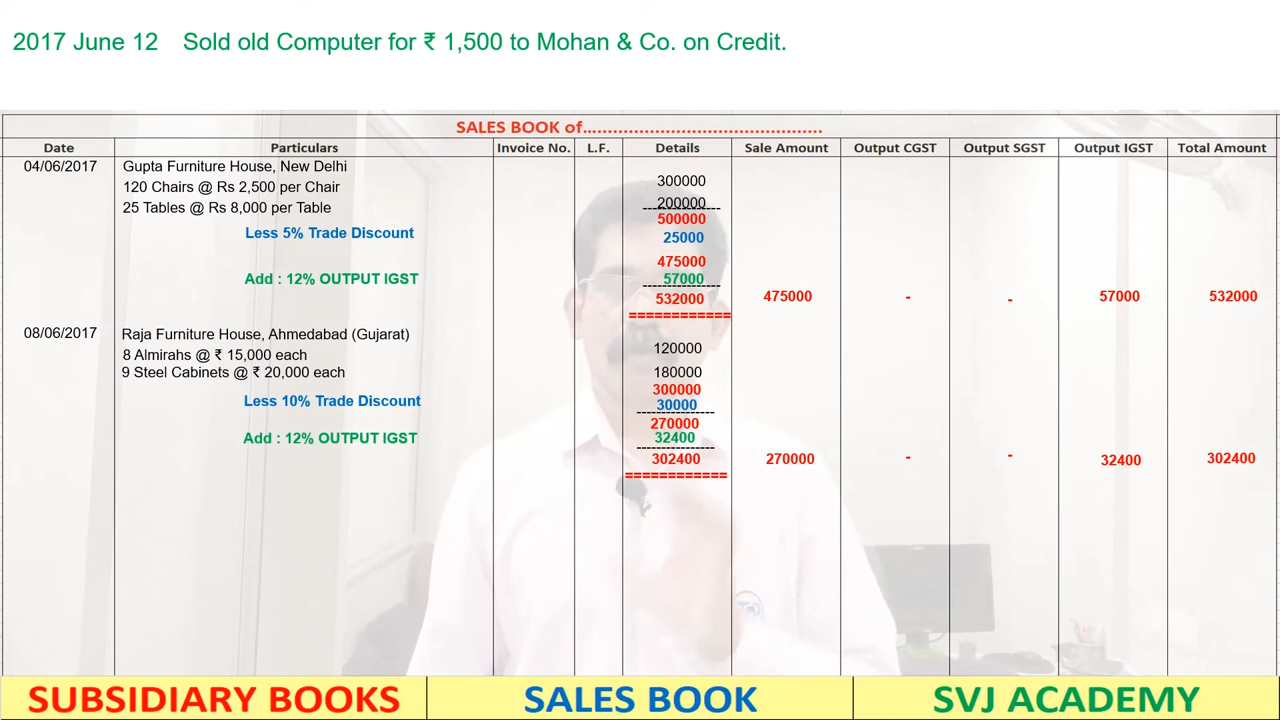 2017 June 12 Sold old Computer for ₹ 1,500 to Mohan & Co. on Credit.
SALES BOOK of................................................
Date Particulars Invoice No. L.F. Details Sale Amount Output CGST Output SGST Output IGST Total Amount
04/06/2017 Gupta Furniture House, New Delhi
120 Chairs @ Rs 2,500 per Chair 300000
25 Tables @ Rs 8,000 per Table 200000
500000
Less 5% Trade Discount 25000
475000
Add : 12% OUTPUT IGST 57000
532000 475000 - - 57000 532000
============
08/06/2017 Raja Furniture House, Ahmedabad (Gujarat)
8 Almirahs @ ₹ 15,000 each 120000
9 Steel Cabinets @ ₹ 20,000 each 180000
300000
Less 10% Trade Discount 30000
270000
Add : 12% OUTPUT IGST 32400
302400 270000 - - 32400 302400
============
SUBSIDIARY BOOKS SALES BOOK SVJ ACADEMY